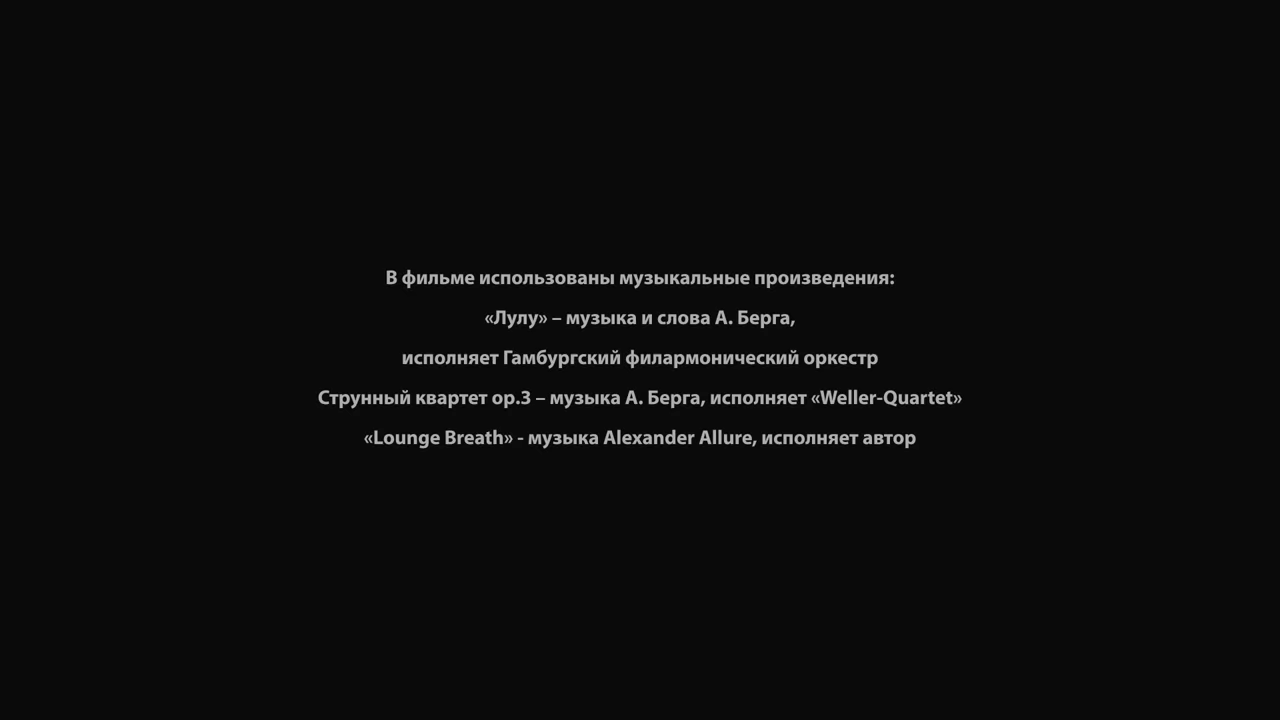 В фильме использованы музыкальные произведения:
«Лулу» – музыка и слова А. Берга,
исполняет Гамбургский филармонический оркестр
Струнный квартет op.3 – музыка А. Берга, исполняет «Weller-Quartet»
«Lounge Breath» - музыка Alexander Allure, исполняет автор